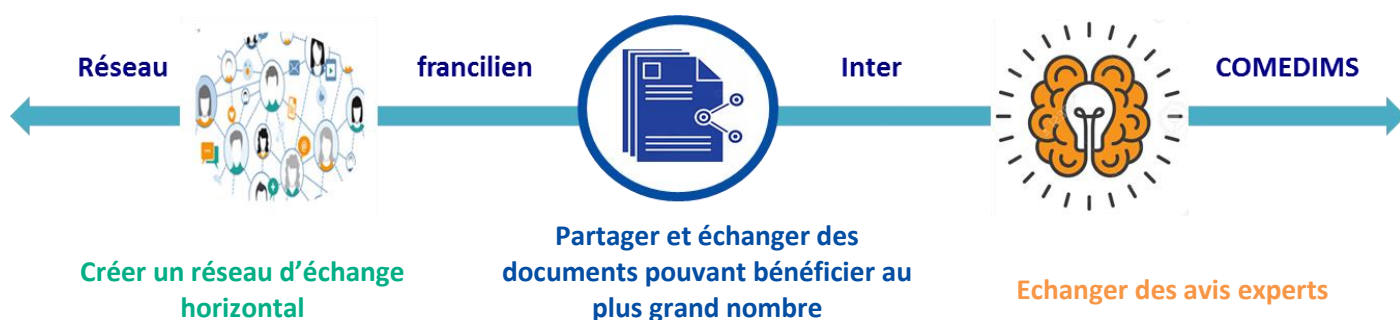 Réseau francilien Inter COMEDIMS
Créer un réseau d’échange
horizontal
Partager et échanger des
documents pouvant bénéficier au
plus grand nombre
Echanger des avis experts